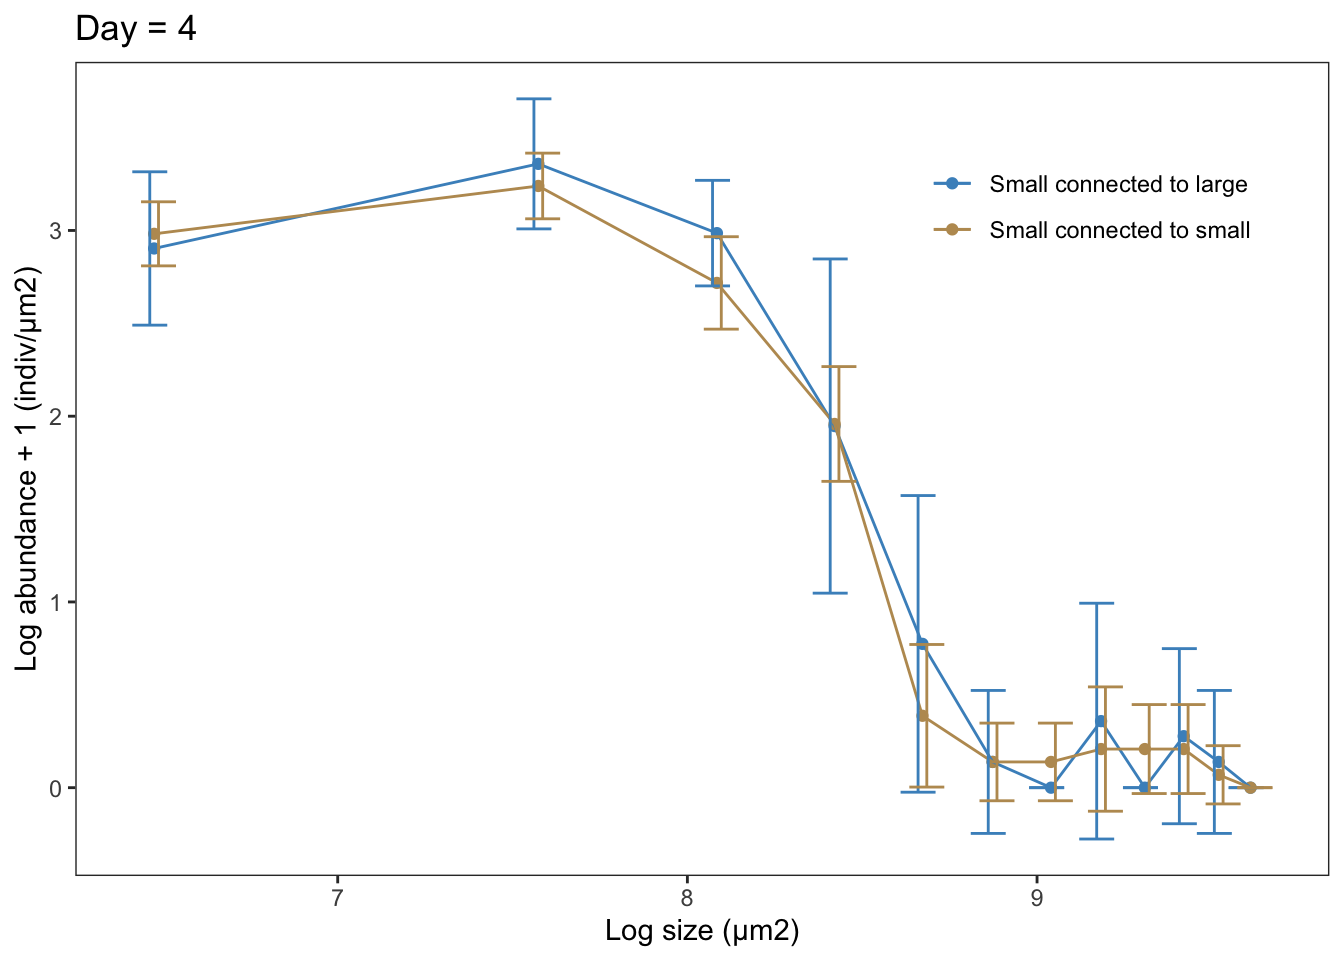 Day = 4
Log abundance + 1 (indiv/μm2)
3
2
1
0
Small connected to large
Small connected to small
7
8
9
Log size (μm2)